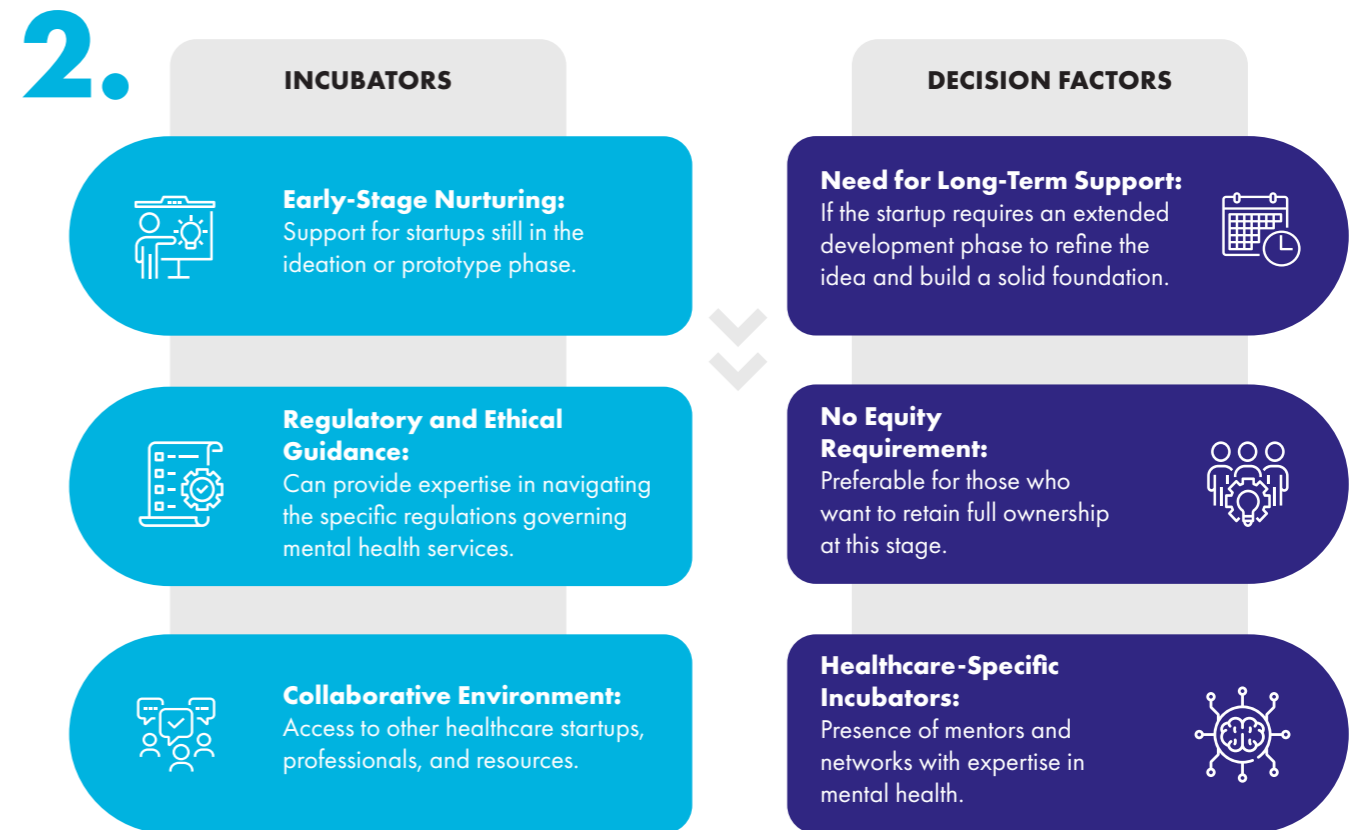 2.
INCUBATORS
Early-Stage Nurturing:
Support for startups still in the
ideation or prototype phase.
Regulatory and Ethical
Guidance:
Can provide expertise in navigating
the specific regulations governing
mental health services.
Collaborative Environment:
Access to other healthcare startups,
professionals, and resources.
DECISION FACTORS
Need for Long-Term Support:
If the startup requires an extended
development phase to refine the
idea and build a solid foundation.
No Equity
Requirement:
Preferable for those who
want to retain full ownership
at this stage.
Healthcare-Specific
Incubators:
Presence of mentors and
networks with expertise in
mental health.